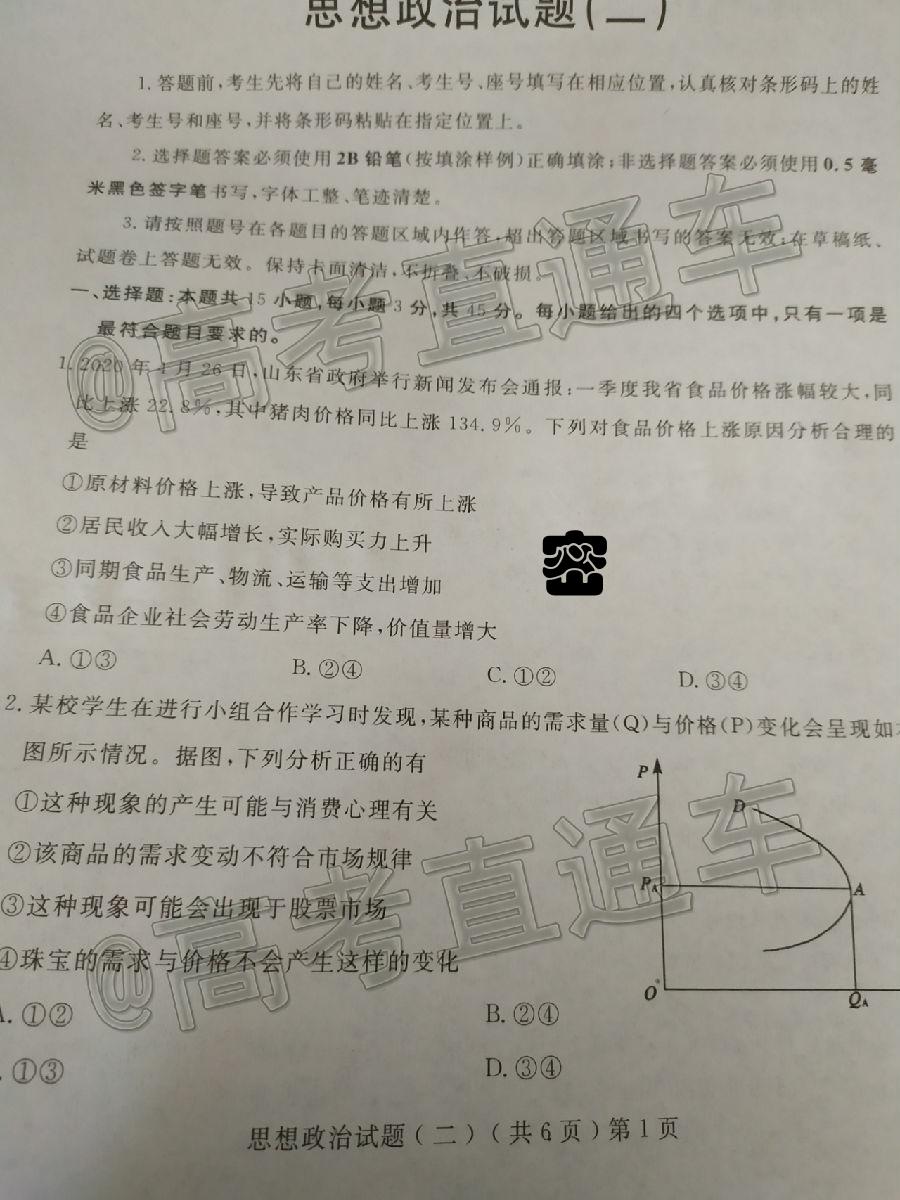 思想政治试题(二)
1.答题前,考生先将自己的姓名、考生号、座号填写在相应位置,认真核对条形码上的姓
名、考生号和座号,并将条形码粘贴在指定位置上。
2.选择题答案必须使用2B铅笔(按填涂样例)正确填涂;非选择题答案必须使用0.5毫
米黑色签字笔书写,字体工整、笔迹清楚。
3.请按照题号在各题目的答题区域内作答,超出答题区域书写的答案无效;在草稿纸、
试题卷上答题无效。保持卡面清洁,不折叠、不破损。
一、选择题:本题共15小题,每小题3分,共45分。每小题给出的四个选项中,只有一项是
最符合题目要求的。
@高考直通车
1.2020年4月26日,山东省政府举行新闻发布会通报:一季度我省食品价格涨幅较大,同
比上涨22.8%,其中猪肉价格同比上涨134.9%。下列对食品价格上涨原因分析合理的
是
①原材料价格上涨,导致产品价格有所上涨
②居民收入大幅增长,实际购买力上升
③同期食品生产、物流、运输等支出增加
④食品企业社会劳动生产率下降,价值量增大
A.①③ B.②④ C.①② D.③④
2.某校学生在进行小组合作学习时发现,某种商品的需求量(Q)与价格(P)变化会呈现如
图所示情况。据图,下列分析正确的有
①这种现象的产生可能与消费心理有关
②该商品的需求变动不符合市场规律
③这种现象可能会出现于股票市场
④珠宝的需求与价格不会产生这样的变化
P
D
PA
A
O
QA
@高考直通车
A.①② B.②④
.①③ D.③④
思想政治试题(二)(共6页)第1页